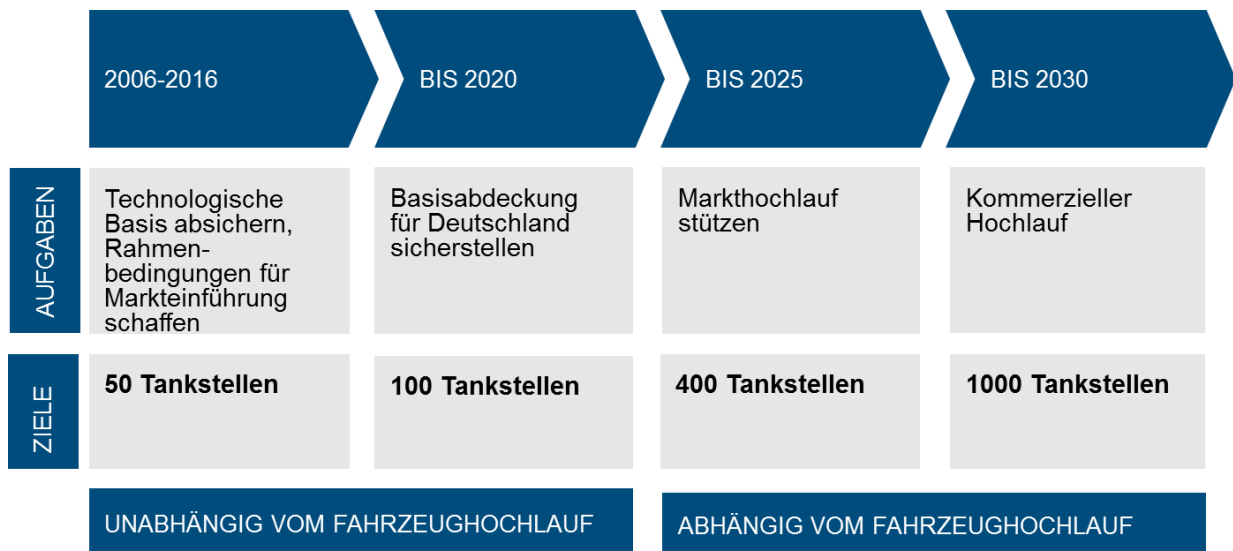 2006-2016
BIS 2020
BIS 2025
BIS 2030
AUFGABEN
Technologische
Basis absichern,
Rahmen-
bedingungen für
Markteinführung
schaffen
Basisabdeckung
für Deutschland
sicherstellen
Markthochlauf
stützen
Kommerzieller
Hochlauf
ZIELE
50 Tankstellen
100 Tankstellen
400 Tankstellen
1000 Tankstellen
UNABHÄNGIG VOM FAHRZEUGHOCHLAUF
ABHÄNGIG VOM FAHRZEUGHOCHLAUF